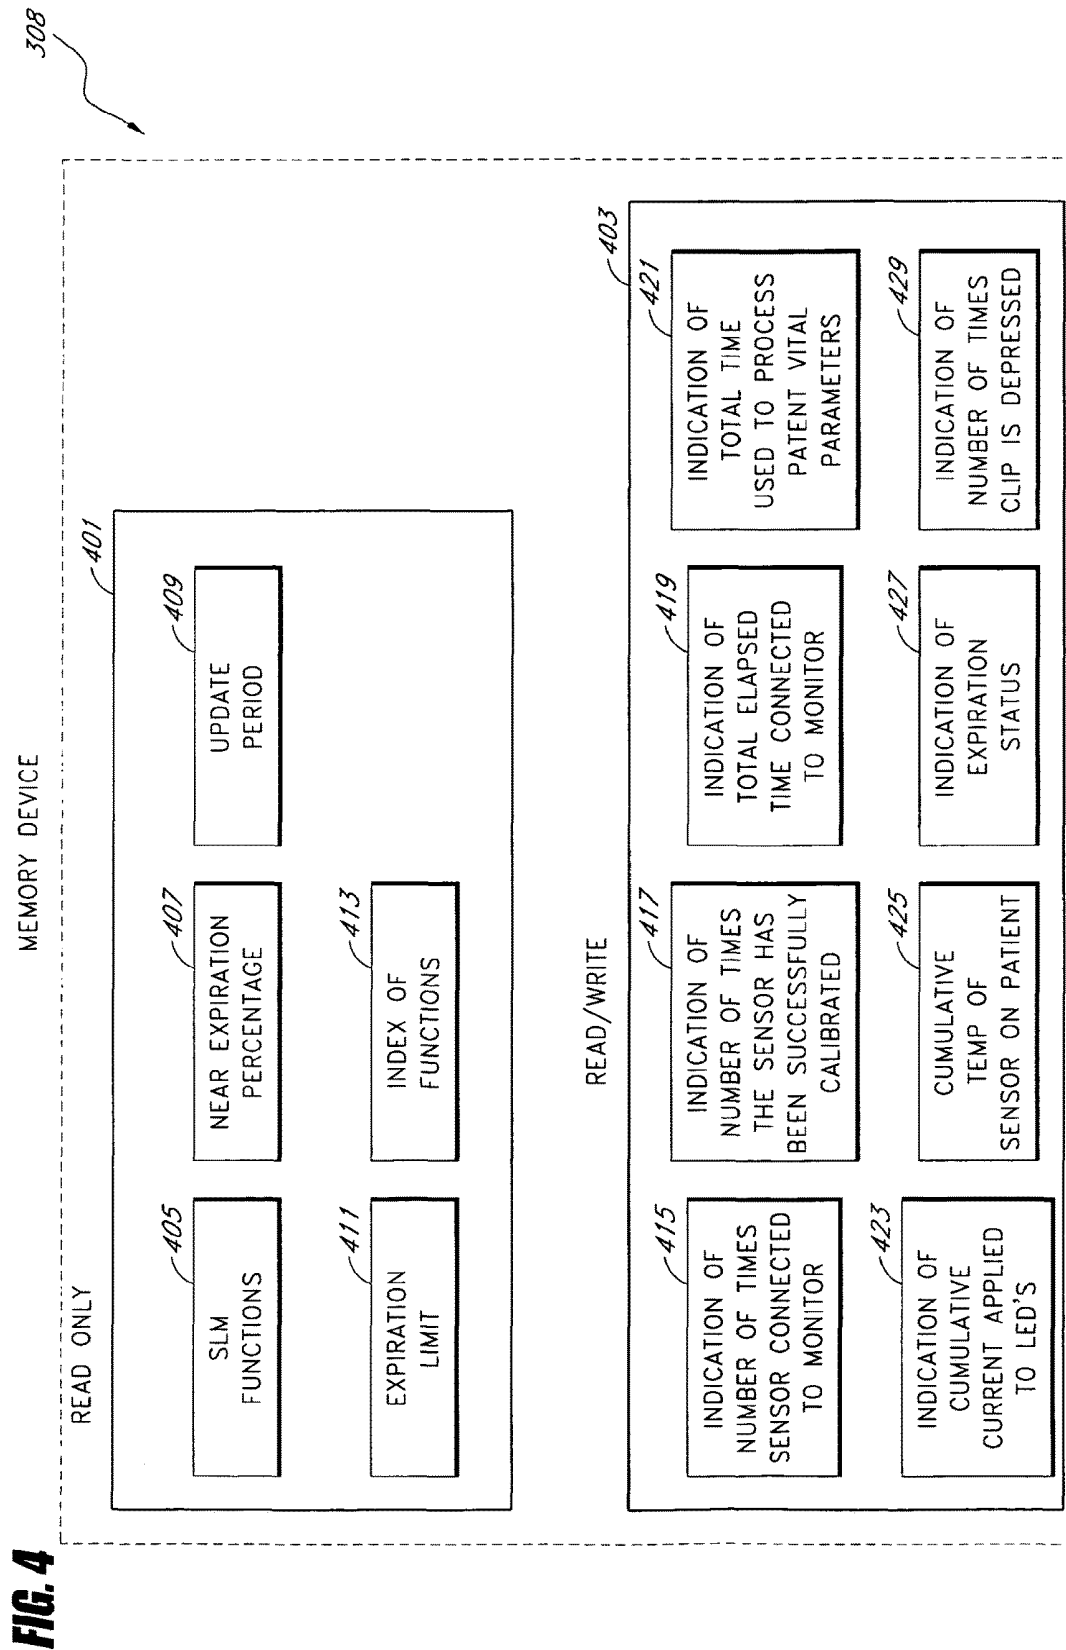 FIG. 4
MEMORY DEVICE
308
READ ONLY
401
405
SLM
FUNCTIONS
407
NEAR EXPIRATION
PERCENTAGE
409
UPDATE
PERIOD
411
EXPIRATION
LIMIT
413
INDEX OF
FUNCTIONS
READ/WRITE
403
415
INDICATION OF
NUMBER OF TIMES
SENSOR CONNECTED
TO MONITOR
417
INDICATION OF
NUMBER OF TIMES
THE SENSOR HAS
BEEN SUCCESSFULLY
CALIBRATED
419
INDICATION OF
TOTAL ELAPSED
TIME CONNECTED
TO MONITOR
421
INDICATION OF
TOTAL TIME
USED TO PROCESS
PATENT VITAL
PARAMETERS
423
INDICATION OF
CUMULATIVE
CURRENT APPLIED
TO LED'S
425
CUMULATIVE
TEMP OF
SENSOR ON PATIENT
427
INDICATION OF
EXPIRATION
STATUS
429
INDICATION OF
NUMBER OF TIMES
CLIP IS DEPRESSED